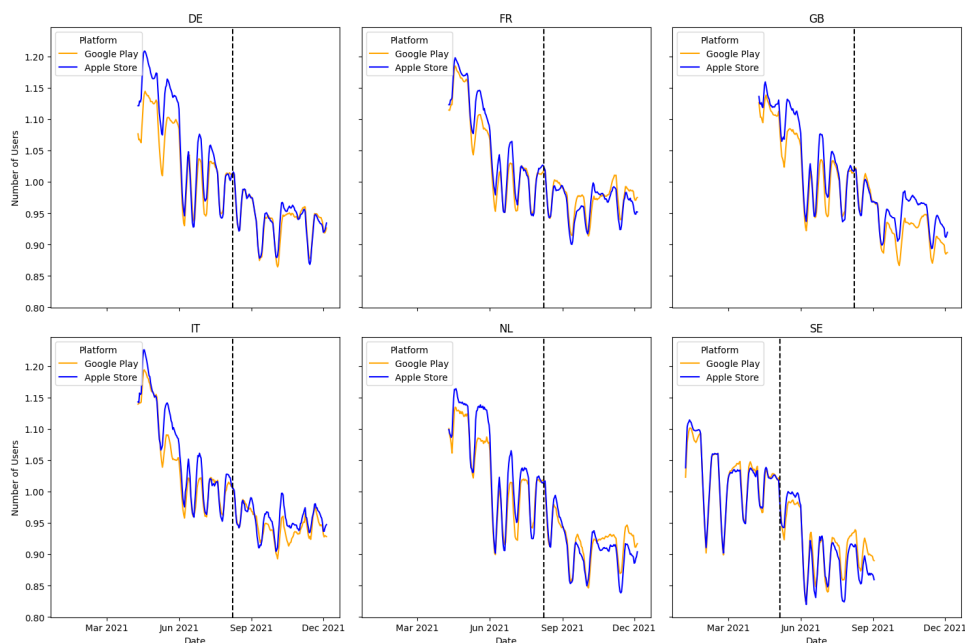 DE
FR
GB
Number of Users
1.20
1.15
1.10
1.05
1.00
0.95
0.90
0.85
0.80
Platform
Google Play
Apple Store
Platform
Google Play
Apple Store
Platform
Google Play
Apple Store
IT
NL
SE
Number of Users
1.20
1.15
1.10
1.05
1.00
0.95
0.90
0.85
0.80
Platform
Google Play
Apple Store
Platform
Google Play
Apple Store
Platform
Google Play
Apple Store
Mar 2021 Jun 2021 Sep 2021 Dec 2021
Mar 2021 Jun 2021 Sep 2021 Dec 2021
Mar 2021 Jun 2021 Sep 2021 Dec 2021
Date
Date
Date